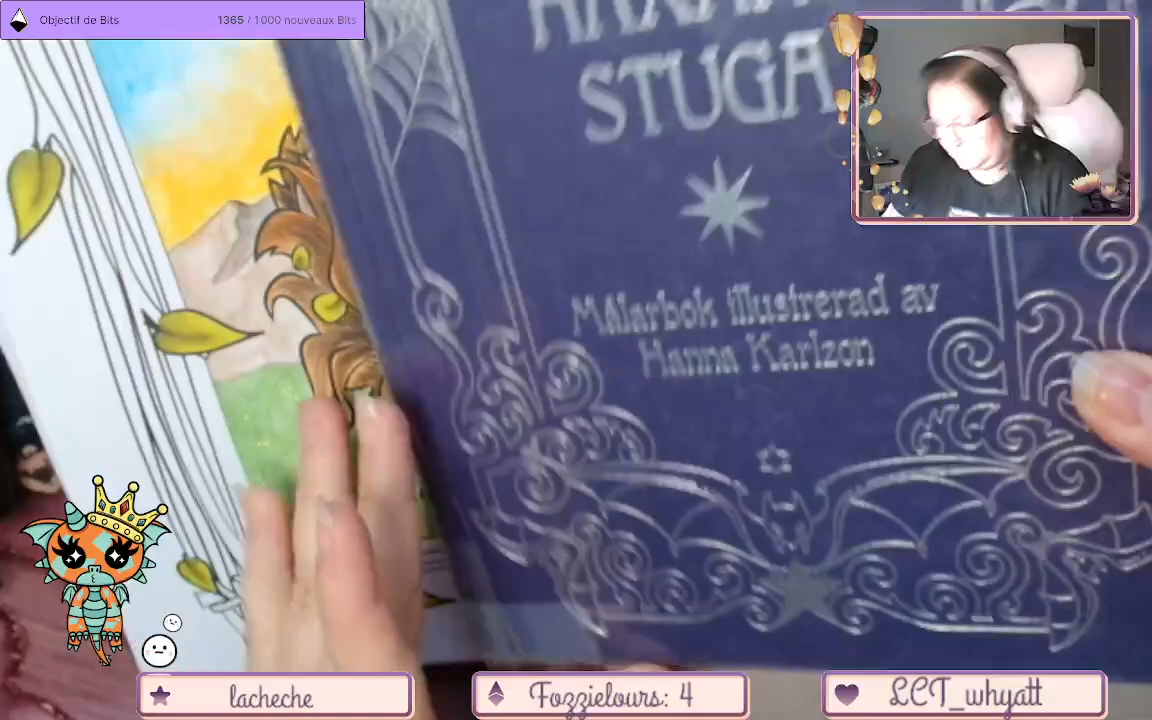 Objectif de Bits
1365 / 1000 nouveaux Bits
STUGA
Målarbok illustrerad av
Hanna Karlzon
lacheche
Fozzielours: 4
LCT_whyatt